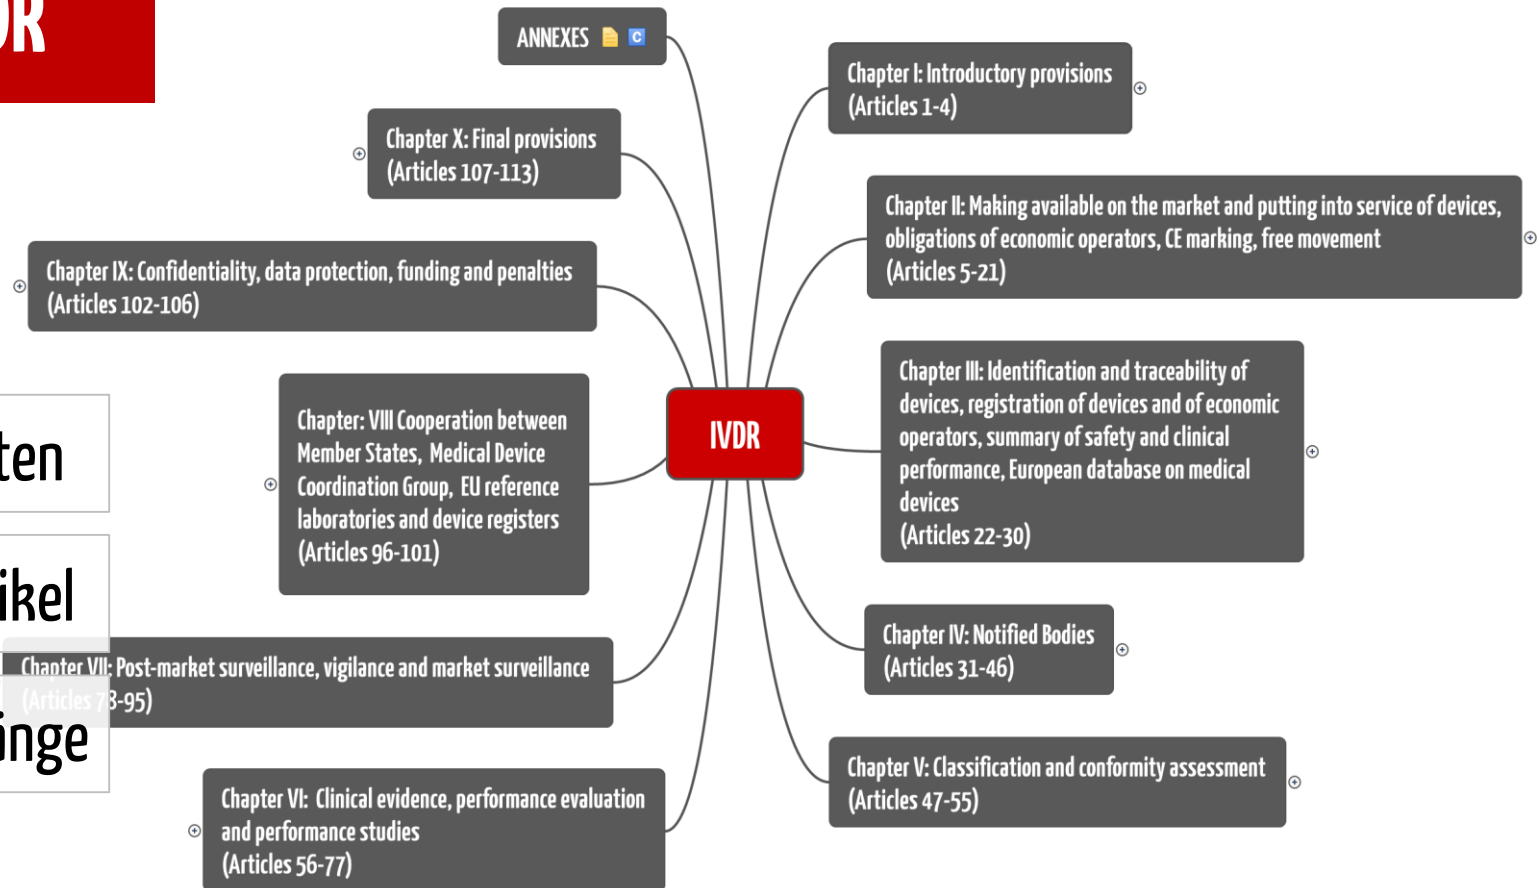 ANNEXES
Chapter I: Introductory provisions
(Articles 1-4)
Chapter X: Final provisions
(Articles 107-113)
Chapter II: Making available on the market and putting into service of devices,
obligations of economic operators, CE marking, free movement
(Articles 5-21)
Chapter IX: Confidentiality, data protection, funding and penalties
(Articles 102-106)
Chapter III: Identification and traceability of
devices, registration of devices and of economic
operators, summary of safety and clinical
performance, European database on medical
devices
(Articles 22-30)
Chapter: VIII Cooperation between
Member States, Medical Device
Coordination Group, EU reference
laboratories and device registers
(Articles 96-101)
IVDR
Chapter IV: Notified Bodies
(Articles 31-46)
Chapter VII: Post-market surveillance, vigilance and market surveillance
(Articles 78-95)
Chapter V: Classification and conformity assessment
(Articles 47-55)
Chapter VI: Clinical evidence, performance evaluation
and performance studies
(Articles 56-77)